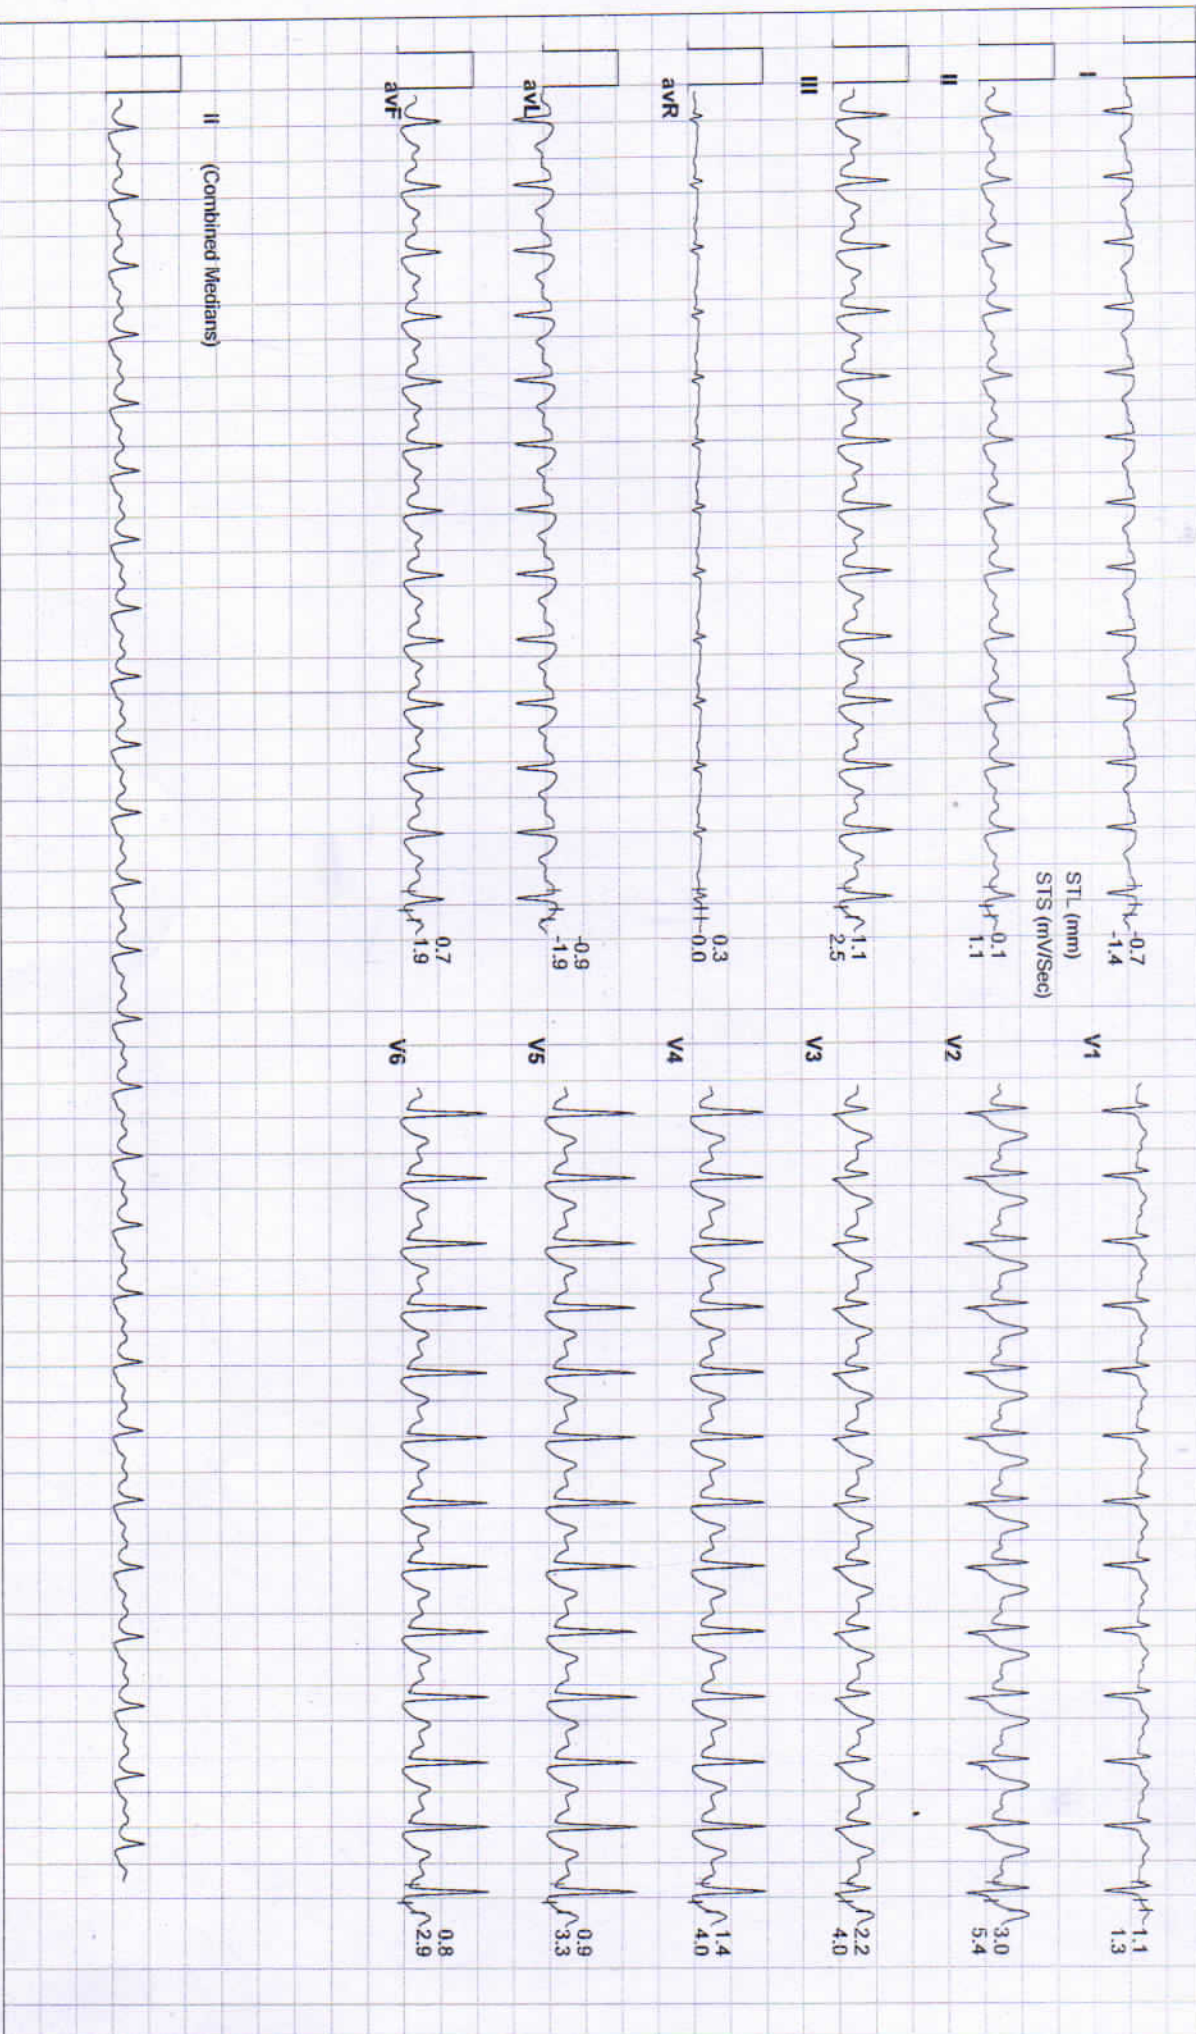 I
-0.7
-1.4
STL (mm)
STS (mV/Sec)
II
0.1
1.1
III
1.1
2.5
avR
0.3
-0.0
avL
-0.9
-1.9
avF
0.7
1.9
V1
1.1
1.3
V2
3.0
5.4
V3
2.2
4.0
V4
1.4
4.0
V5
0.9
3.3
V6
0.8
2.9
II (Combined Medians)